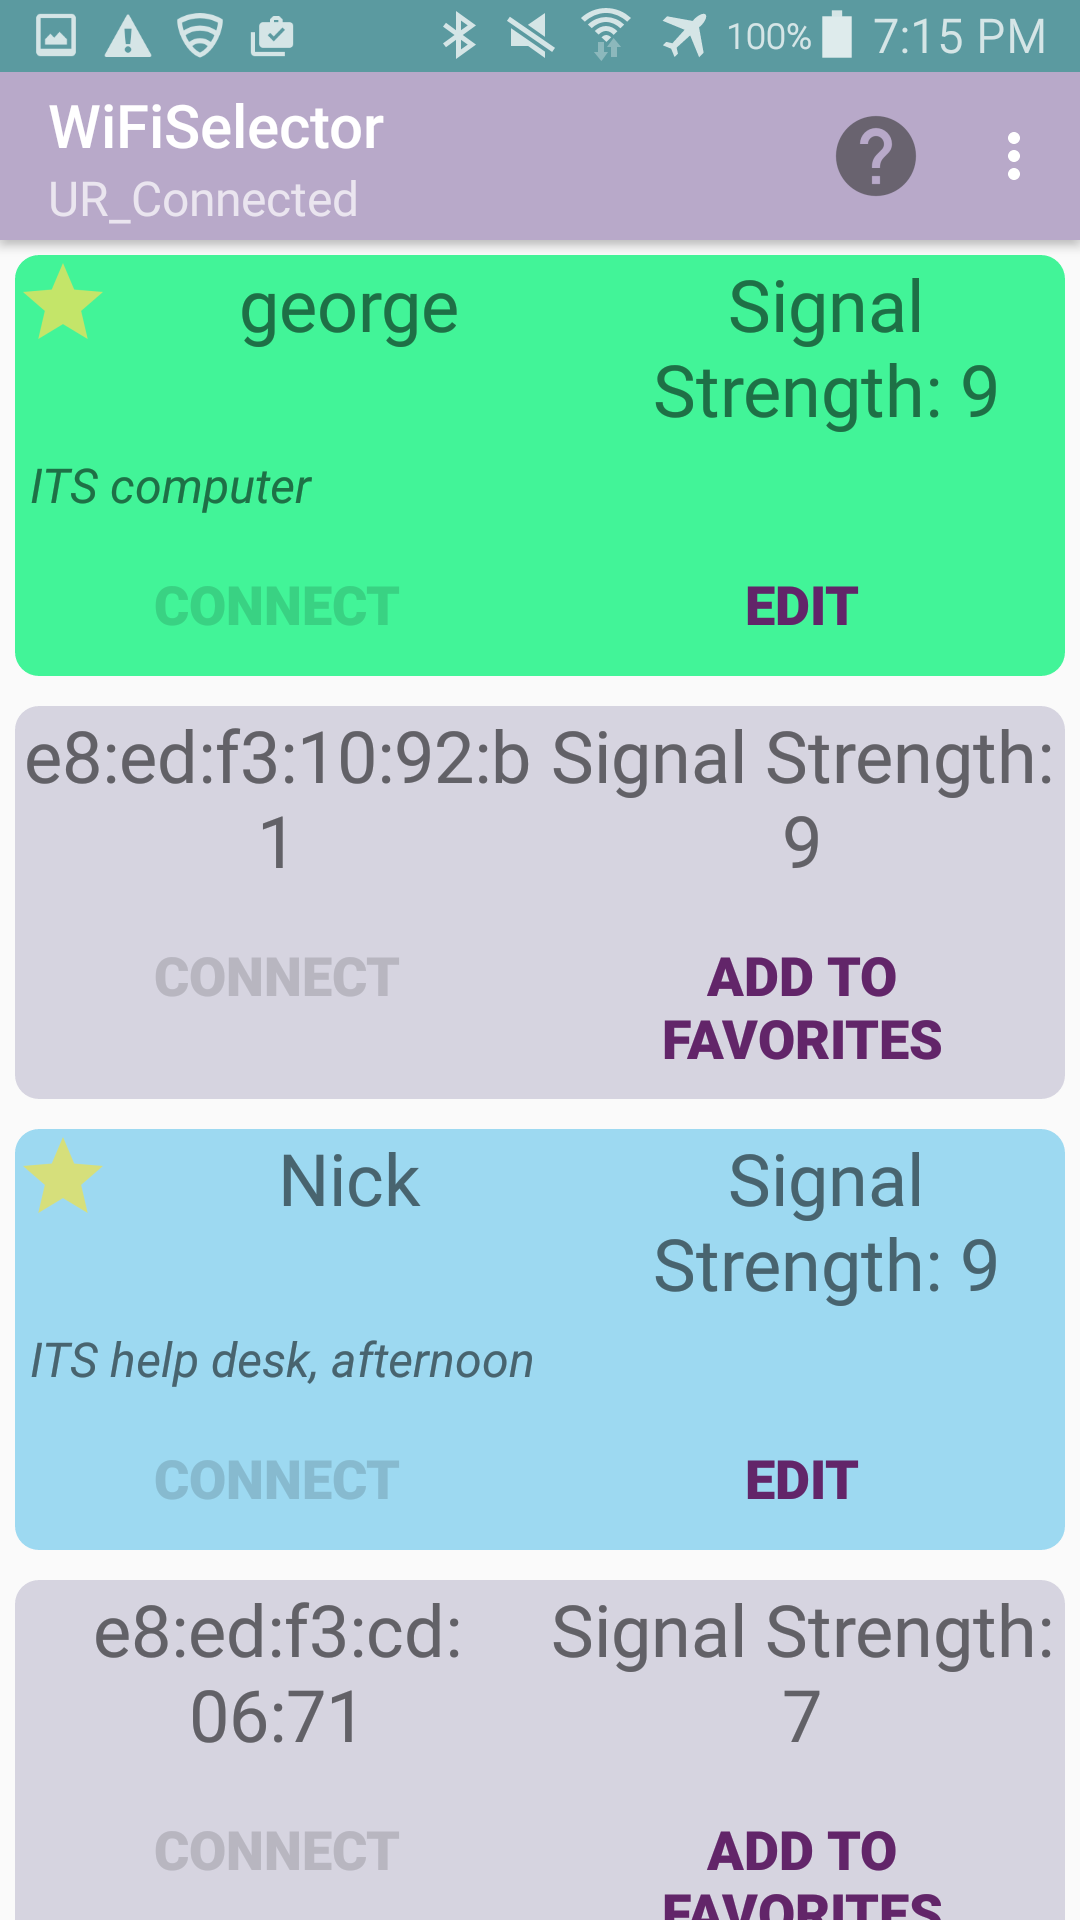 100% 7:15 PM
WiFiSelector
UR_Connected
george
Signal
Strength: 9
ITS computer
CONNECT EDIT
e8:ed:f3:10:92:b
1
Signal Strength:
9
CONNECT
ADD TO
FAVORITES
Nick
Signal
Strength: 9
ITS help desk, afternoon
CONNECT EDIT
e8:ed:f3:cd:
06:71
Signal Strength:
7
CONNECT
ADD TO
FAVORITES